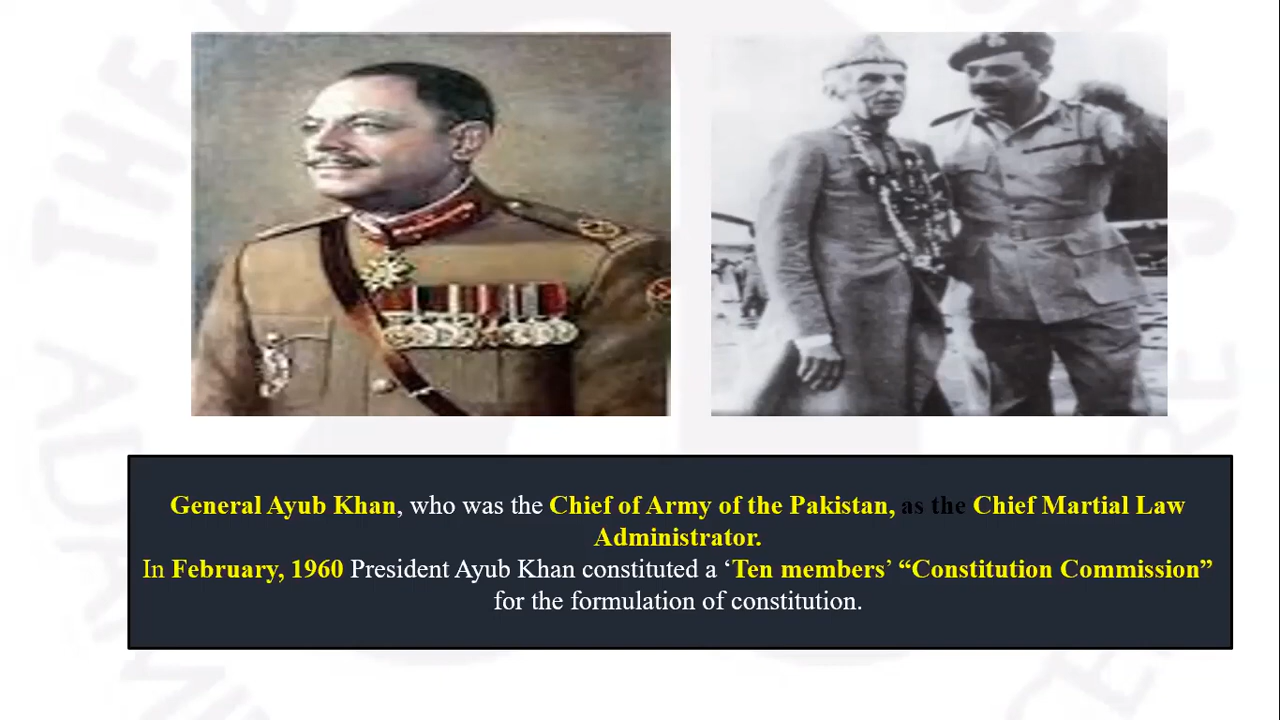 General Ayub Khan, who was the Chief of Army of the Pakistan, as the Chief Martial Law
Administrator.
In February, 1960 President Ayub Khan constituted a ‘Ten members’ “Constitution Commission”
for the formulation of constitution.